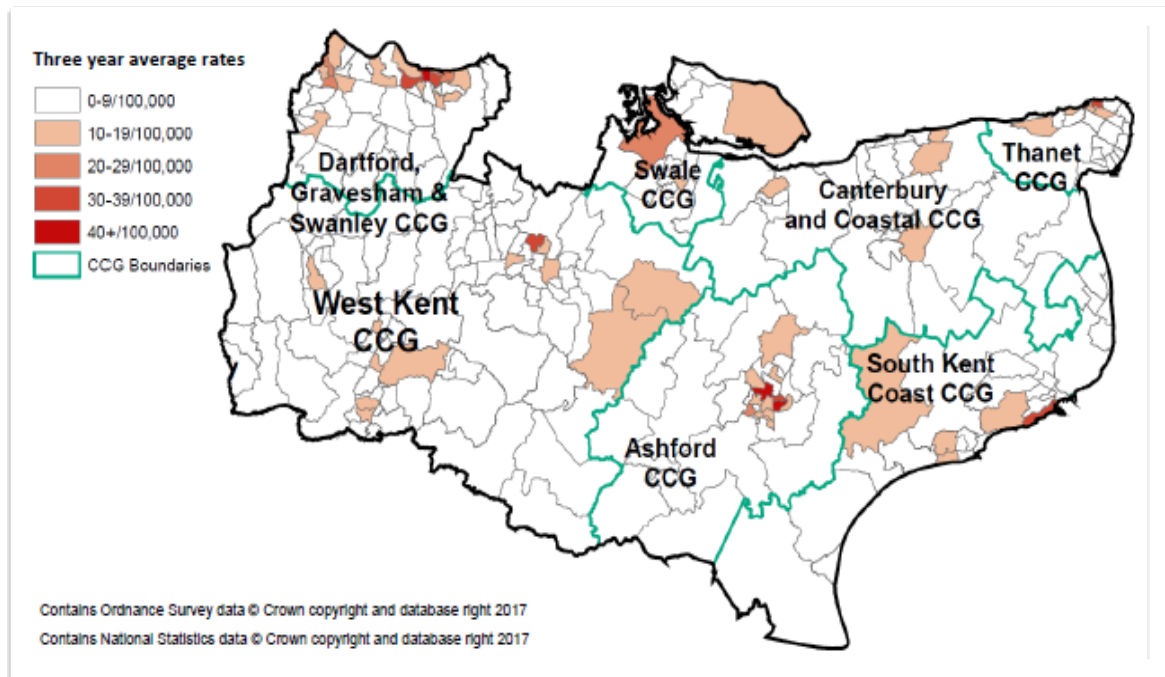 Three year average rates
0-9/100,000
10-19/100,000
20-29/100,000
30-39/100,000
40+/100,000
CCG Boundaries
Dartford,
Gravesham &
Swanley CCG
Swale
CCG
Thanet
CCG
Canterbury
and Coastal CCG
West Kent
CCG
South Kent
Coast CCG
Ashford
CCG
Contains Ordnance Survey data © Crown copyright and database right 2017
Contains National Statistics data © Crown copyright and database right 2017